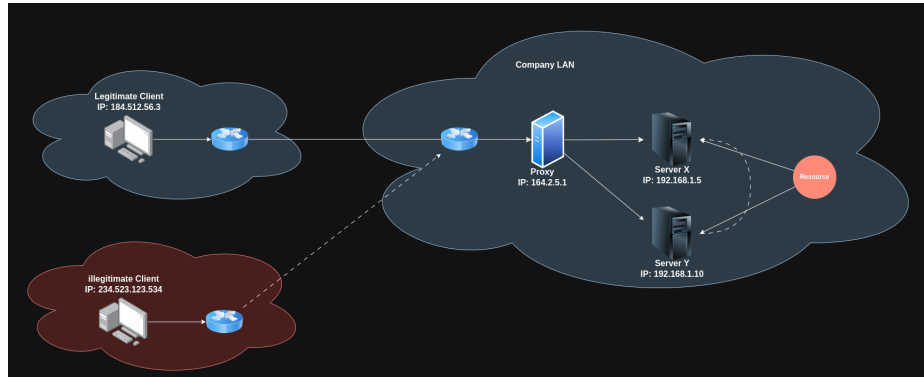 Company LAN
Legitimate Client
IP: 184.512.56.3
Proxy
IP: 164.2.5.1
Server X
IP: 192.168.1.5
Resource
Server Y
IP: 192.168.1.10
illegitimate Client
IP: 234.523.123.534